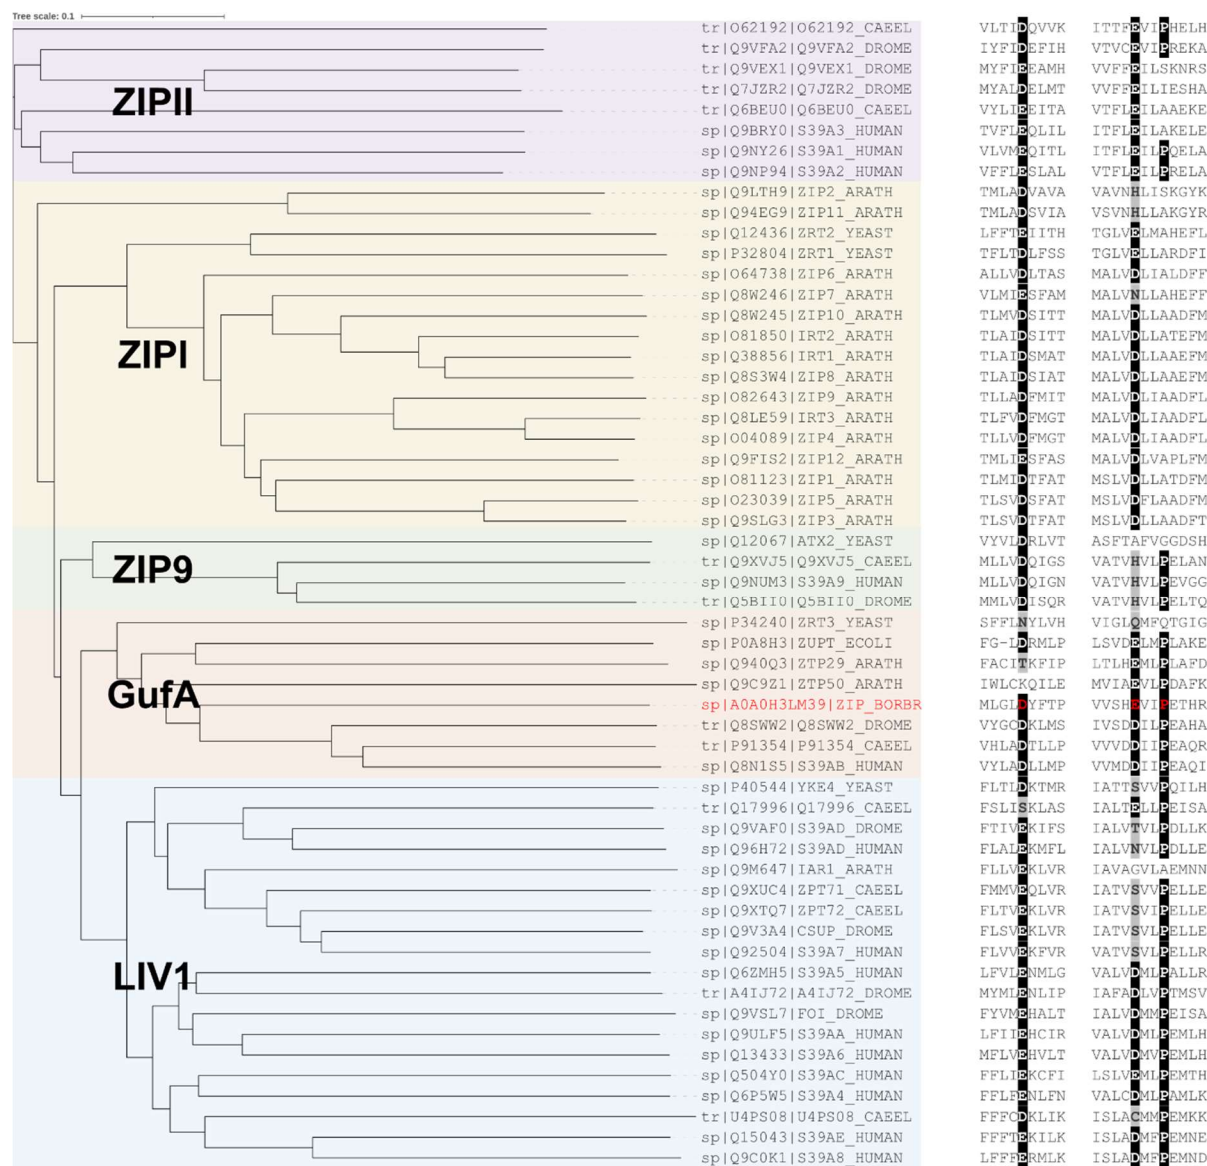 Tree scale: 0.1
tr|O62192|O62192_CAEEL VLTIDQVVK ITTFEVIPHELH
tr|Q9VFA2|Q9VFA2_DROME IYFIDEFIH VTVCEVIPREKA
tr|Q9VEX1|Q9VEX1_DROME MYFIEEAMH VVFFEILSKNRS
tr|Q7JZR2|Q7JZR2_DROME MYALDELMT VVFFEILIESHA
ZIPII
tr|Q6BEU0|Q6BEU0_CAEEL VYLIEEITA VTFLEILAAEKE
sp|Q9BRY0|S39A3_HUMAN TVFLEQLIL ITFLEILAKELE
sp|Q9NY26|S39A1_HUMAN VLVMEQITL ITFLEILPQELA
sp|Q9NP94|S39A2_HUMAN VFFLESLAL VTFLEILPRELA
sp|Q9LTH9|ZIP2_ARATH TMLADVAVA AVAVNHLISKGYK
sp|Q94EG9|ZIP11_ARATH TMLADSVIA VSVNHLLAKGYR
sp|Q12436|ZRT2_YEAST LFFTEIITH TGLVELMAHEFL
sp|P32804|ZRT1_YEAST TFLTDLFSS TGLVELLARDFI
sp|O64738|ZIP6_ARATH ALLVDLTAS MALVDLIALDFF
sp|Q8W246|ZIP7_ARATH VLMIESFAM MALVNLLAHEFF
sp|Q8W245|ZIP10_ARATH TLMVDSITT MALVDLLAADFM
sp|O81850|IRT2_ARATH TLAIDSITT MALVDLLATEFM
ZIPI
sp|Q38856|IRT1_ARATH TLAIDSMAT MALVDLLAAEFM
sp|Q8S3W4|ZIP8_ARATH TLAIDSIAT MALVDLLAAEFM
sp|O82643|ZIP9_ARATH TLLADFMIT MALVDLIAADFL
sp|Q8LE59|IRT3_ARATH TLFVDFMGT MALVDLIAADFL
sp|O04089|ZIP4_ARATH TLLVDFMGT MALVDLIAADFL
sp|Q9FIS2|ZIP12_ARATH TMLIESFAS MALVDLVAPLFM
sp|O81123|ZIP1_ARATH TLMIDTFAT MSLVDLLATDFM
sp|O23039|ZIP5_ARATH TLSVDSFAT MSLVDFLAADFM
sp|Q9SLG3|ZIP3_ARATH TLSVDTFAT MSLVDLLAADFT
sp|Q12067|ATX2_YEAST VYVLDRLVT ASFTAFVGGDSH
tr|Q9XVJ5|Q9XVJ5_CAEEL MLLVDQIGS VATVHVLPELAN
ZIP9
sp|Q9NUM3|S39A9_HUMAN MLLVDQIGN VATVHVLPEVGG
tr|Q5BII0|Q5BII0_DROME MMLVDISQR VATVHVLPELTQ
sp|P34240|ZRT3_YEAST SFFLNYLVH VIGLQMFQTGIG
sp|P0A8H3|ZUPT_ECOLI FG-LDRMLP LSVDELMPLAKE
sp|Q940Q3|ZTP29_ARATH FACITKFIP LTLHEMLPLAFD
sp|Q9C9Z1|ZTP50_ARATH IWLCKQILE MVIAEVLPDAFK
GufA
sp|A0A0H3LM39|ZIP_BORBR MLGLDYFTP VVSHEVIPETHR
tr|Q8SWW2|Q8SWW2_DROME VYGCDKLMS IVSDDILPEAHA
tr|P91354|P91354_CAEEL VHLADTLLP VVVDDIIPEAQR
sp|Q8N1S5|S39AB_HUMAN VYLADLLMP VVMDDIIPEAQI
sp|P40544|YKE4_YEAST FLTLDKTMR IATTSVVPQILH
tr|Q17996|Q17996_CAEEL FSLISKLAS IALTELLPEISA
sp|Q9VAF0|S39AD_DROME FTIVEKIFS IALVTVLPDLLK
sp|Q96H72|S39AD_HUMAN FLALEKMFL IALVNVLPDLLE
sp|Q9M647|IAR1_ARATH FLLVEKLVR IAVAGVLAEMNN
sp|Q9XUC4|ZPT71_CAEEL FMMVEQLVR IATVSVVPELLE
sp|Q9XTQ7|ZPT72_CAEEL FLTVEKLVR IATVSVIPELLE
sp|Q9V3A4|CSUP_DROME FLSVEKLVR IATVSVLPELLE
sp|Q92504|S39A7_HUMAN FLVVEKFVR VATVSVLPELLR
LIV1
sp|Q6ZMH5|S39A5_HUMAN LFVLENMLG VALVDMLPALLR
tr|A4IJ72|A4IJ72_DROME MYMLENLIP IAFADLVPTMSV
sp|Q9VSL7|FOI_DROME FYVMEHALT IALVDMMPEISA
sp|Q9ULF5|S39AA_HUMAN LFIIEHCIR VALVDMLPEMLH
sp|Q13433|S39A6_HUMAN MFLVEHVLT VALVDMVPEMLH
sp|Q504Y0|S39AC_HUMAN FFLIEKCFI LSLVEMLPEMTH
sp|Q6P5W5|S39A4_HUMAN FFLFENLFN VALCDMLPAMLK
tr|U4PS08|U4PS08_CAEEL FFFCDKLIK ISLACMMPEMKK
sp|Q15043|S39AE_HUMAN FFFTEKILK ISLADMFPEMNE
sp|Q9C0K1|S39A8_HUMAN LFFFERMLK ISLADMFPEMND